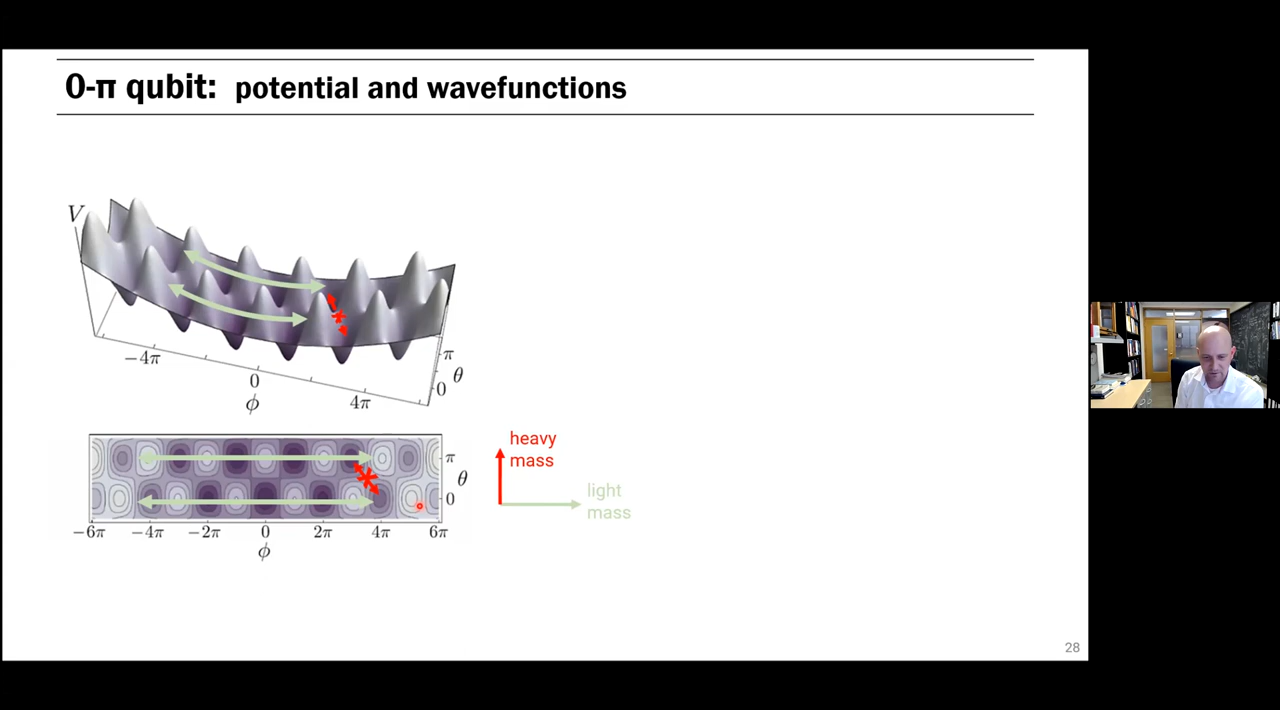 0-π qubit: potential and wavefunctions
V
−4π
0
ϕ
4π
0
π
θ
heavy
mass
π
θ
0
light
mass
−6π −4π −2π 0 2π 4π 6π
ϕ
28